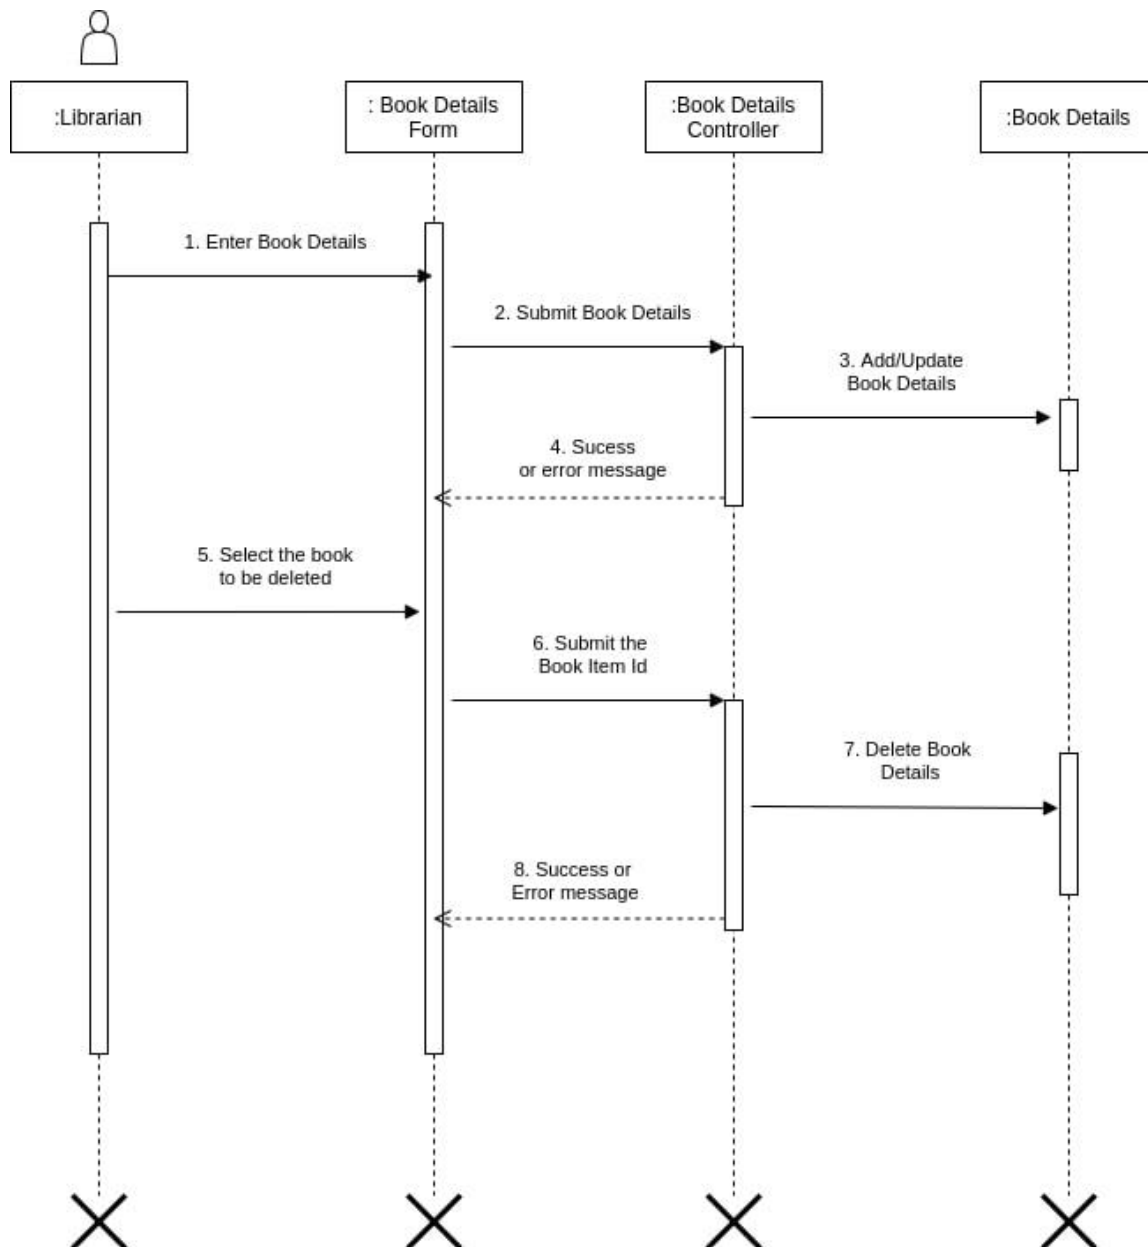 :Librarian
: Book Details
Form
:Book Details
Controller
:Book Details
1. Enter Book Details
2. Submit Book Details
3. Add/Update
Book Details
4. Sucess
or error message
5. Select the book
to be deleted
6. Submit the
Book Item Id
7. Delete Book
Details
8. Success or
Error message